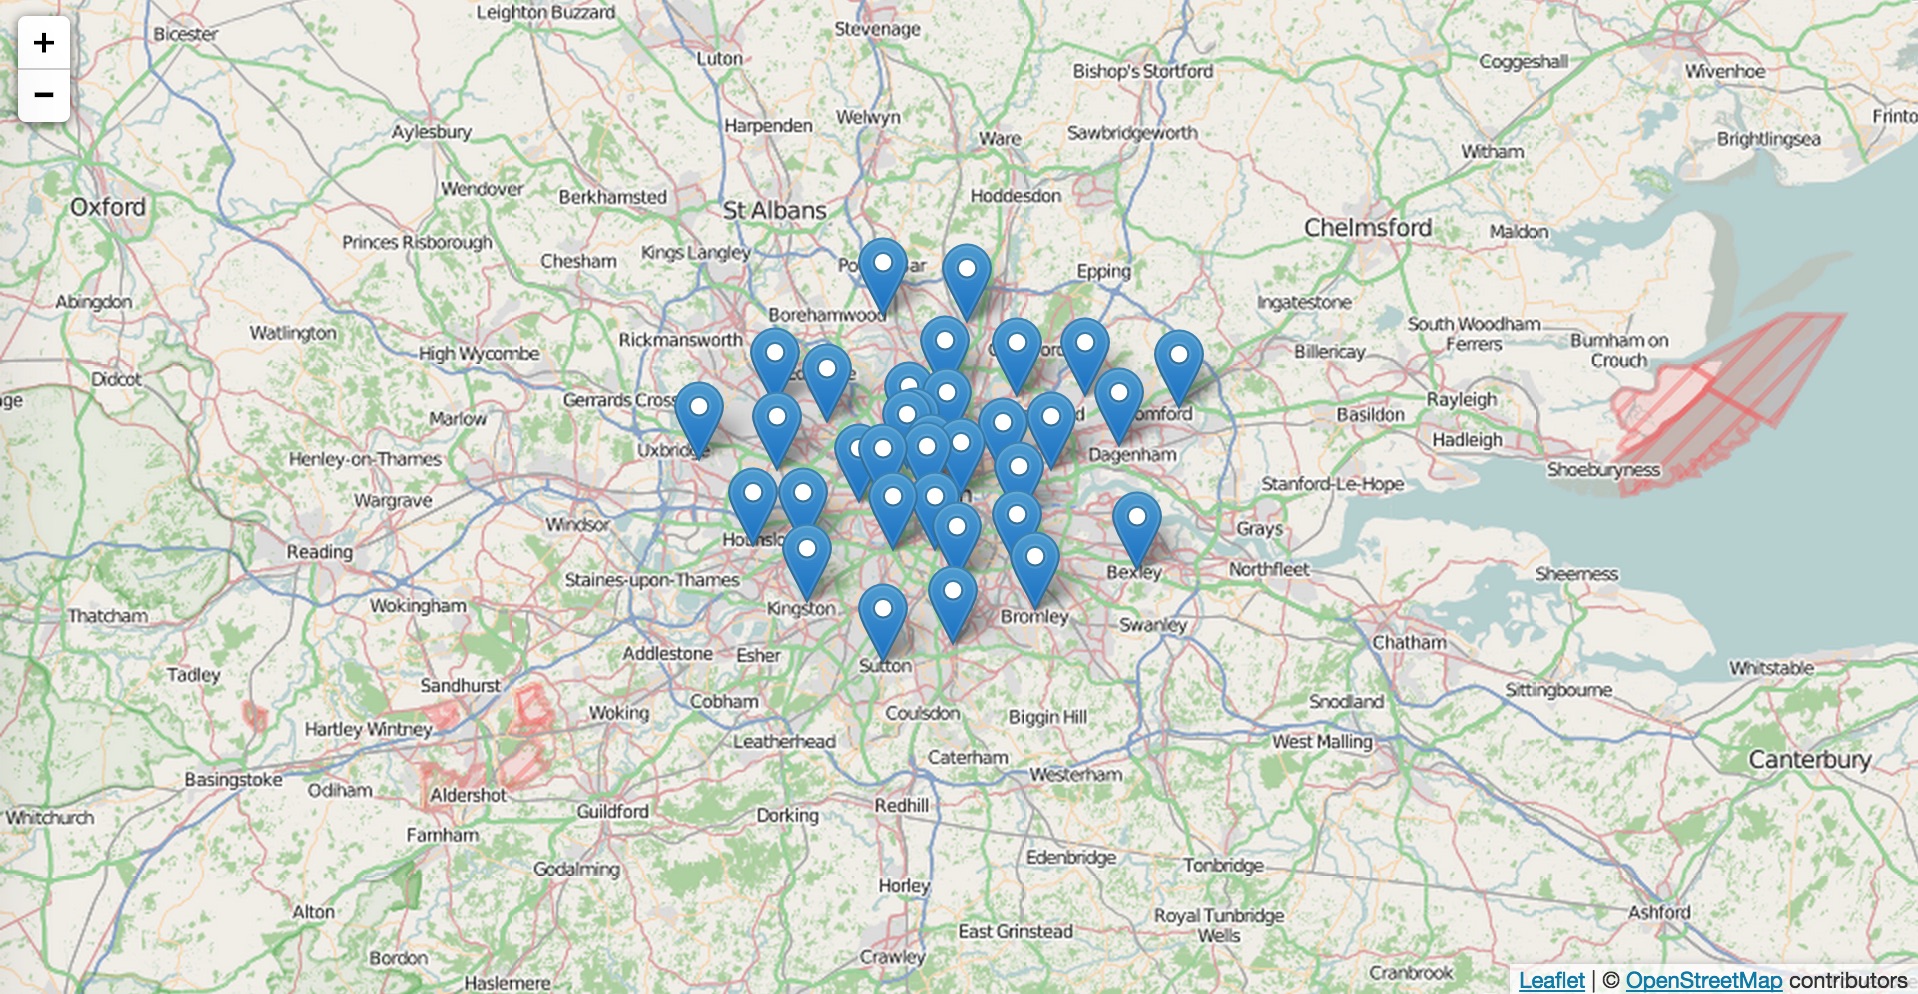 +
−
Leighton Buzzard
Bicester
Stevenage
Luton
Coggeshall
Bishop's Stortford
Wivenhoe
Welwyn
Frinto
Harpenden
Aylesbury
Ware
Sawbridgeworth
Brightlingsea
Witham
Wendover
Berkhamsted
Hoddesdon
Oxford
St Albans
Chelmsford
Maldon
Princes Risborough
Kings Langley
Chesham
Epping
Abingdon
Ingatestone
Borehamwood
Watlington
Rickmansworth
South Woodham
Ferrers
Burnham on
Crouch
High Wycombe
Billericay
Didcot
Gerrards Cross
Rayleigh
Marlow
Basildon
Hadleigh
Uxbridge
Dagenham
Henley-on-Thames
Shoeburyness
Stanford-Le-Hope
Wargrave
Windsor
Grays
Reading
Bexley
Northfleet
Sheerness
Staines-upon-Thames
Wokingham
Kingston
Thatcham
Bromley
Swanley
Chatham
Addlestone
Esher
Sutton
Whitstable
Tadley
Sandhurst
Sittingbourne
Cobham
Snodland
Woking
Coulsdon
Biggin Hill
Hartley Wintney
Leatherhead
West Malling
Caterham
Canterbury
Westerham
Basingstoke
Odiham
Aldershot
Redhill
Guildford
Dorking
Whitchurch
Farnham
Edenbridge
Tonbridge
Godalming
Horley
Alton
Ashford
Royal Tunbridge
Wells
East Grinstead
Bordon
Crawley
Cranbrook
Haslemere
Leaflet | © OpenStreetMap contributors